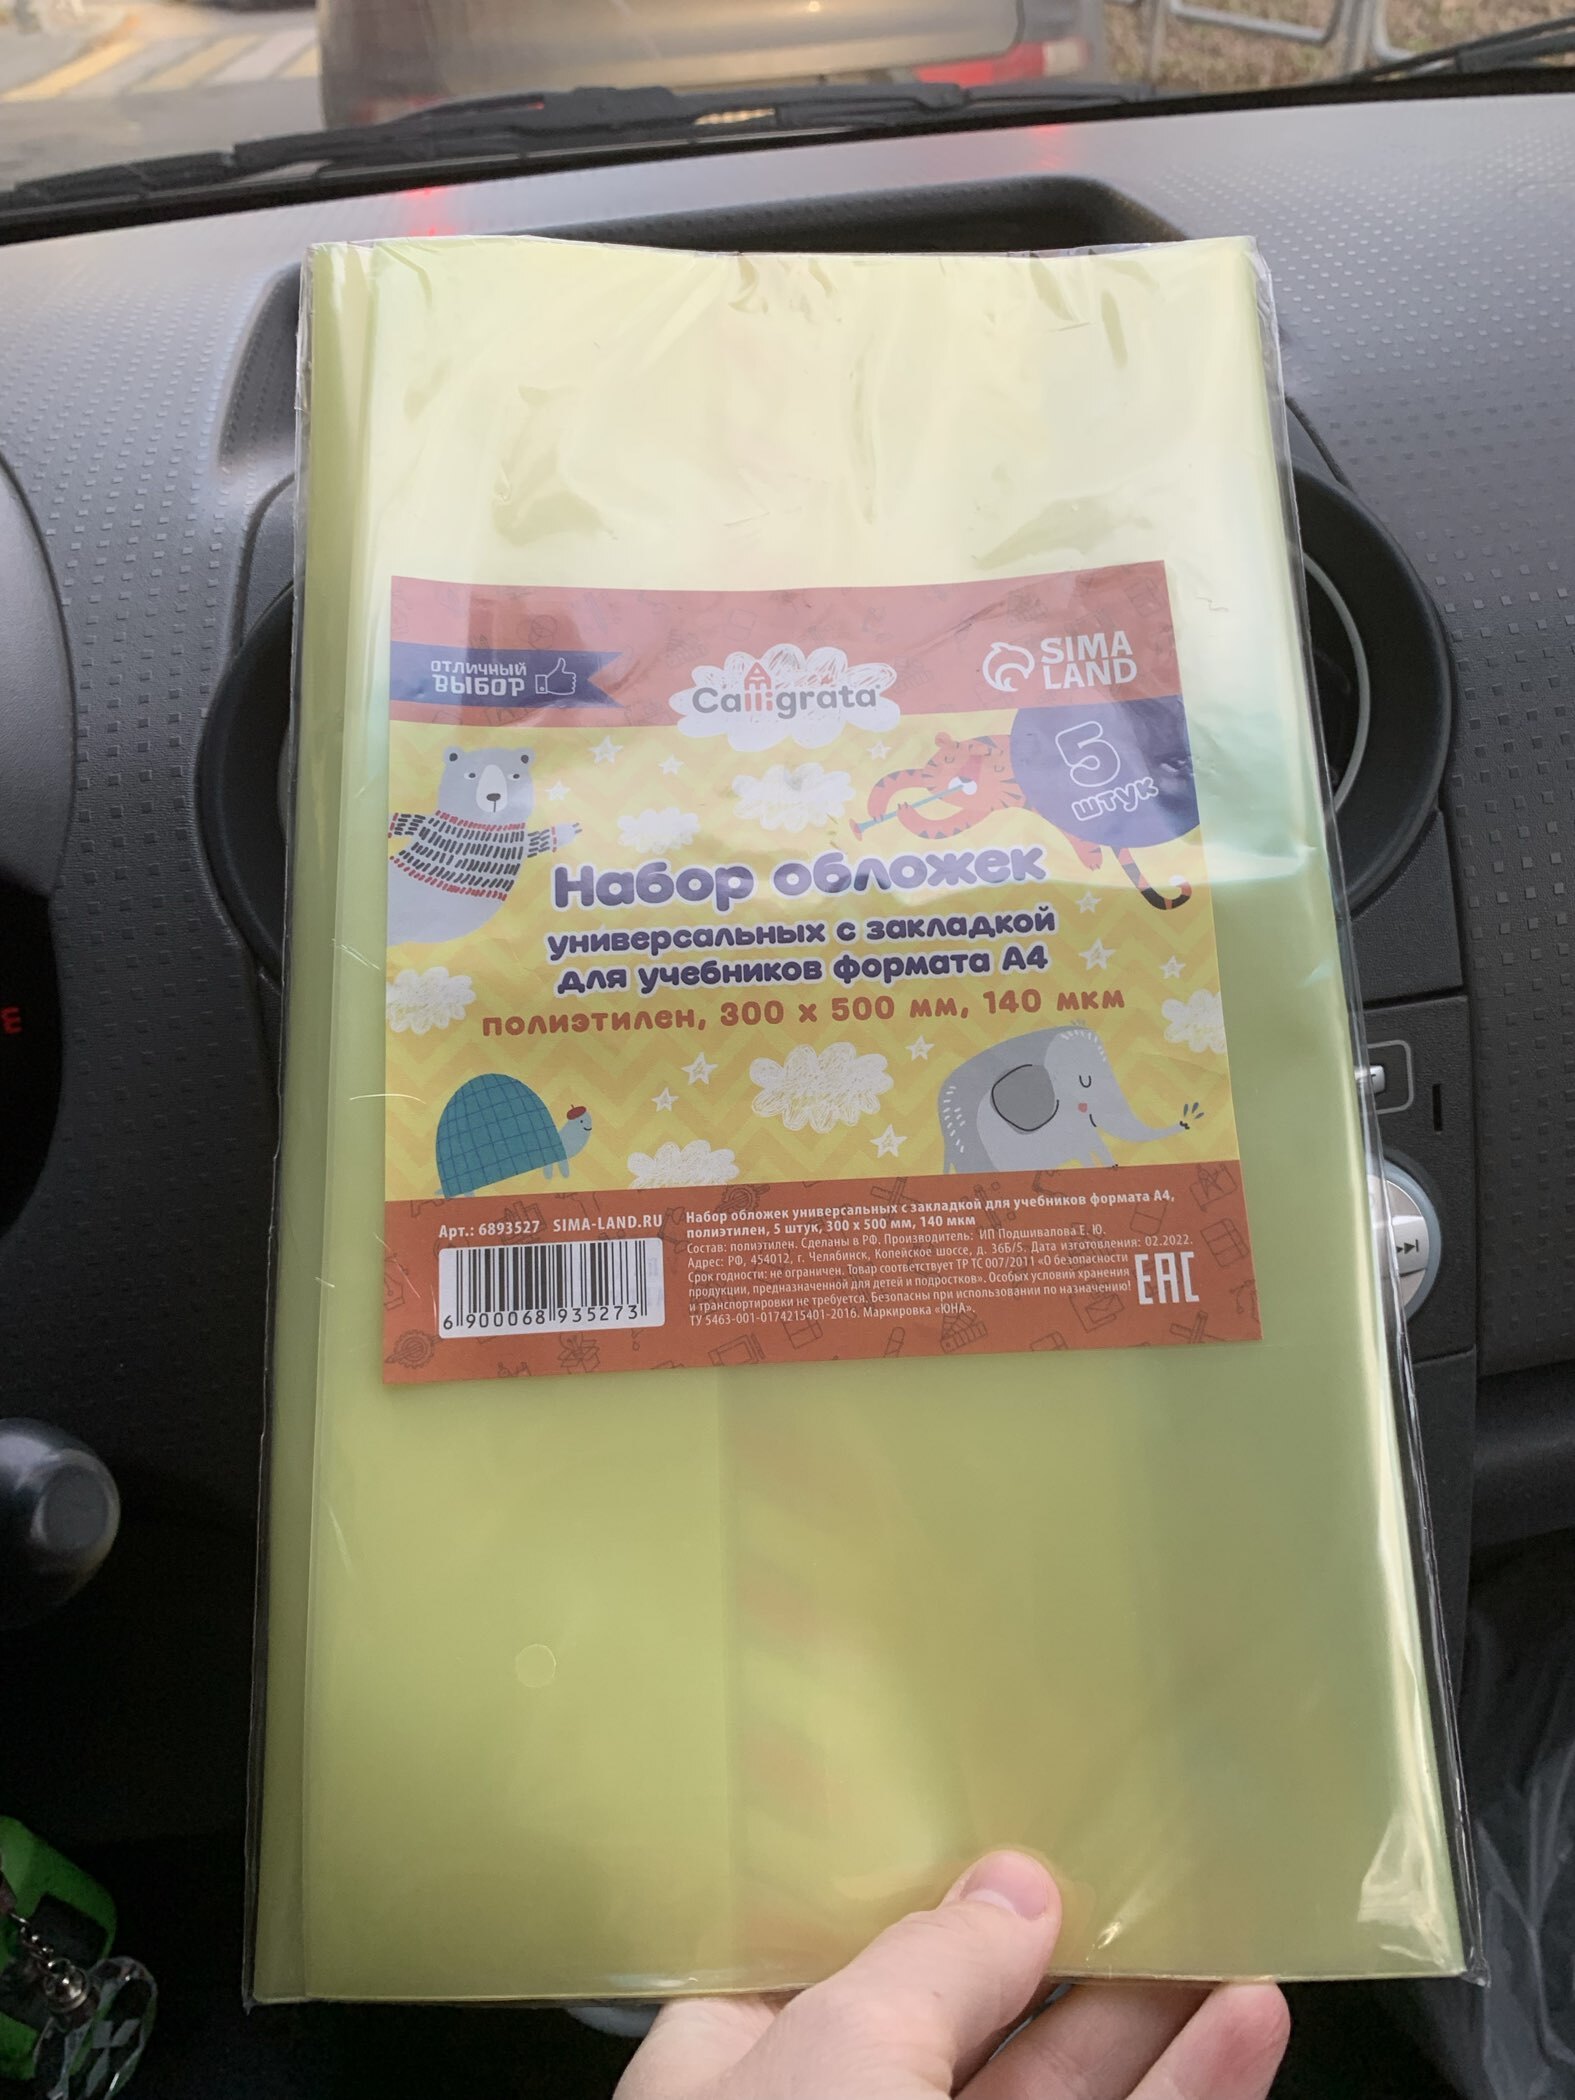 ОТЛИЧНЫЙ
ВЫБОР
Calligrata
SIMA
LAND
5
штук
Набор обложек
универсальных с закладкой
для учебников формата А4
полиэтилен, 300 х 500 мм, 140 мкм
Арт.: 6893527 SIMA-LAND.RU
6 900068 935273
Набор обложек универсальных с закладкой для учебников формата А4,
полиэтилен, 5 штук, 300 х 500 мм, 140 мкм
Состав: полиэтилен. Сделаны в РФ. Производитель: ИП Подшивалова Е. Ю.
Адрес: РФ, 454012, г. Челябинск, Копейское шоссе, д. 36Б/5. Дата изготовления: 02.2022.
Срок годности: не ограничен. Товар соответствует ТР ТС 007/2011 «О безопасности
продукции, предназначенной для детей и подростков». Особых условий хранения
и транспортировки не требуется. Безопасны при использовании по назначению!
ТУ 5463-001-0174215401-2016. Маркировка «ЮНА».
ЕАС